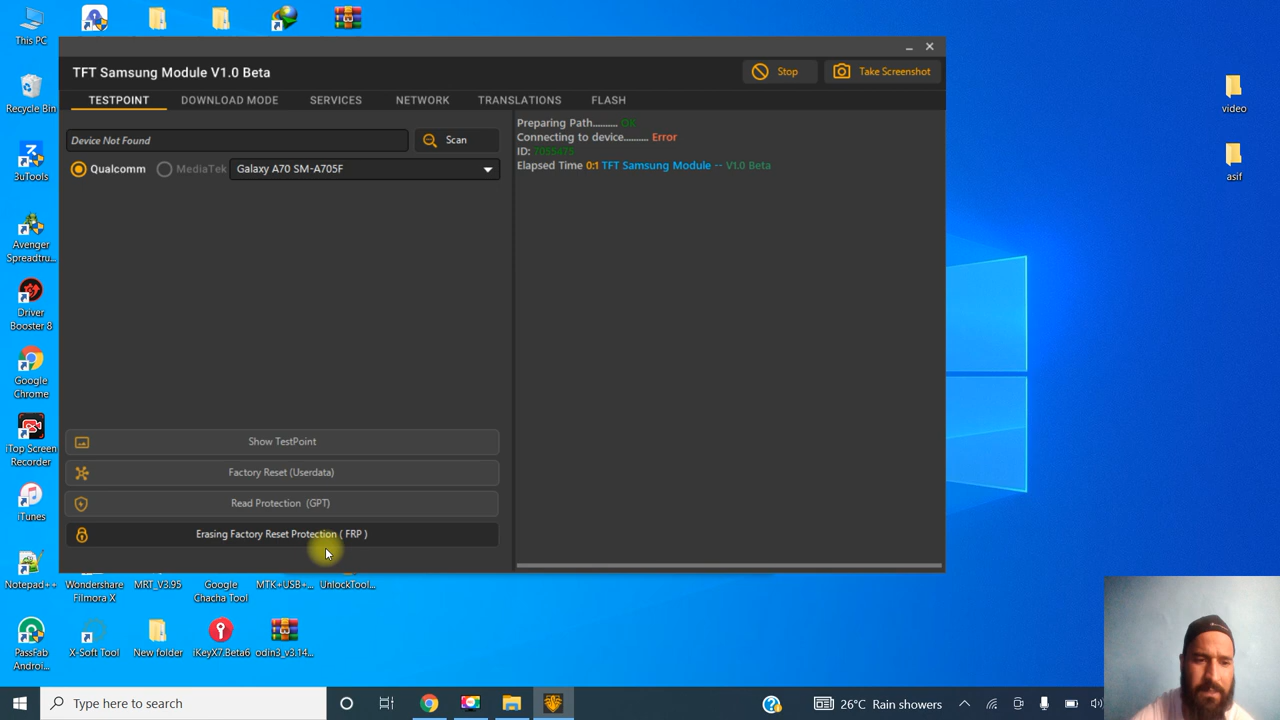 This PC
Recycle Bin
3uTools
Avenger
Spreadtru...
Driver
Booster 8
Google
Chrome
iTop Screen
Recorder
iTunes
Notepad++
Wondershare
Filmora X
MRT_V3.95
Google
Chacha Tool
MTK+USB+...
UnlockTool...
PassFab
Androi...
X-Soft Tool
New folder
iKeyX7.Beta6
odin3_v3.14...
video
asif
TFT Samsung Module V1.0 Beta
Stop
Take Screenshot
TESTPOINT
DOWNLOAD MODE
SERVICES
NETWORK
TRANSLATIONS
FLASH
Device Not Found
Scan
Qualcomm
MediaTek
Galaxy A70 SM-A705F
Preparing Path......... OK
Connecting to device......... Error
ID:
Elapsed Time 0:1 TFT Samsung Module -- V1.0 Beta
Show TestPoint
Factory Reset (Userdata)
Read Protection (GPT)
Erasing Factory Reset Protection ( FRP )
Type here to search
26°C Rain showers